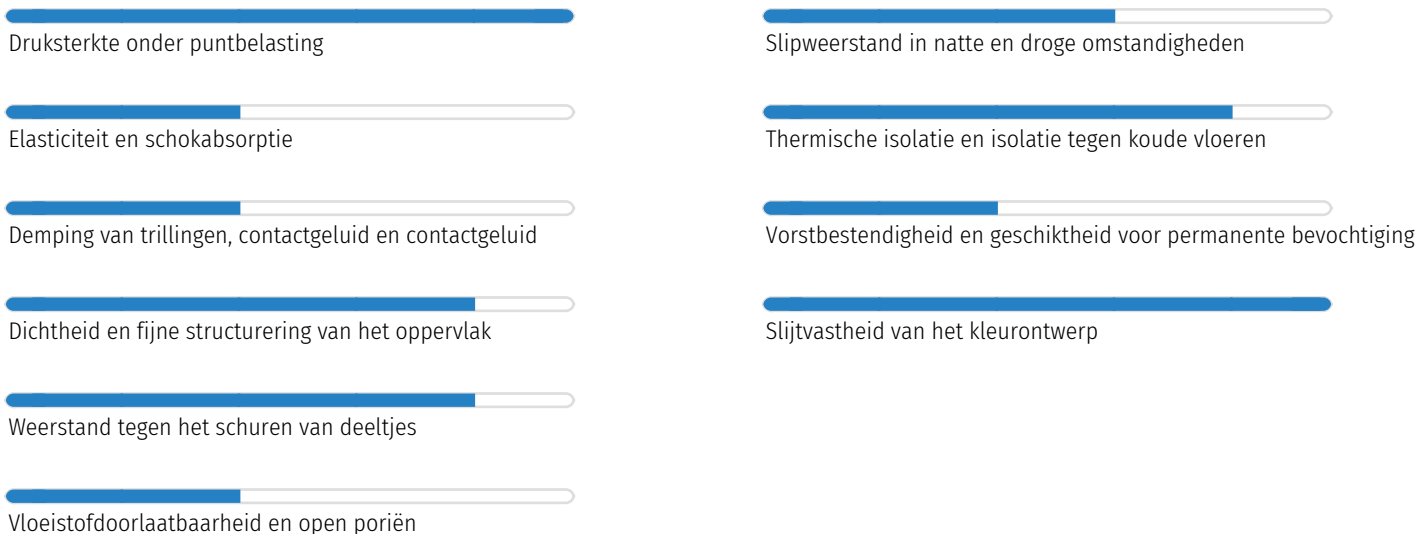 Druksterkte onder puntbelasting
Elasticiteit en schokabsorptie
Demping van trillingen, contactgeluid en contactgeluid
Dichtheid en fijne structurering van het oppervlak
Weerstand tegen het schuren van deeltjes
Vloeistofdoorlaatbaarheid en open poriën
Slipweerstand in natte en droge omstandigheden
Thermische isolatie en isolatie tegen koude vloeren
Vorstbestendigheid en geschiktheid voor permanente bevochtiging
Slijtvastheid van het kleurontwerp